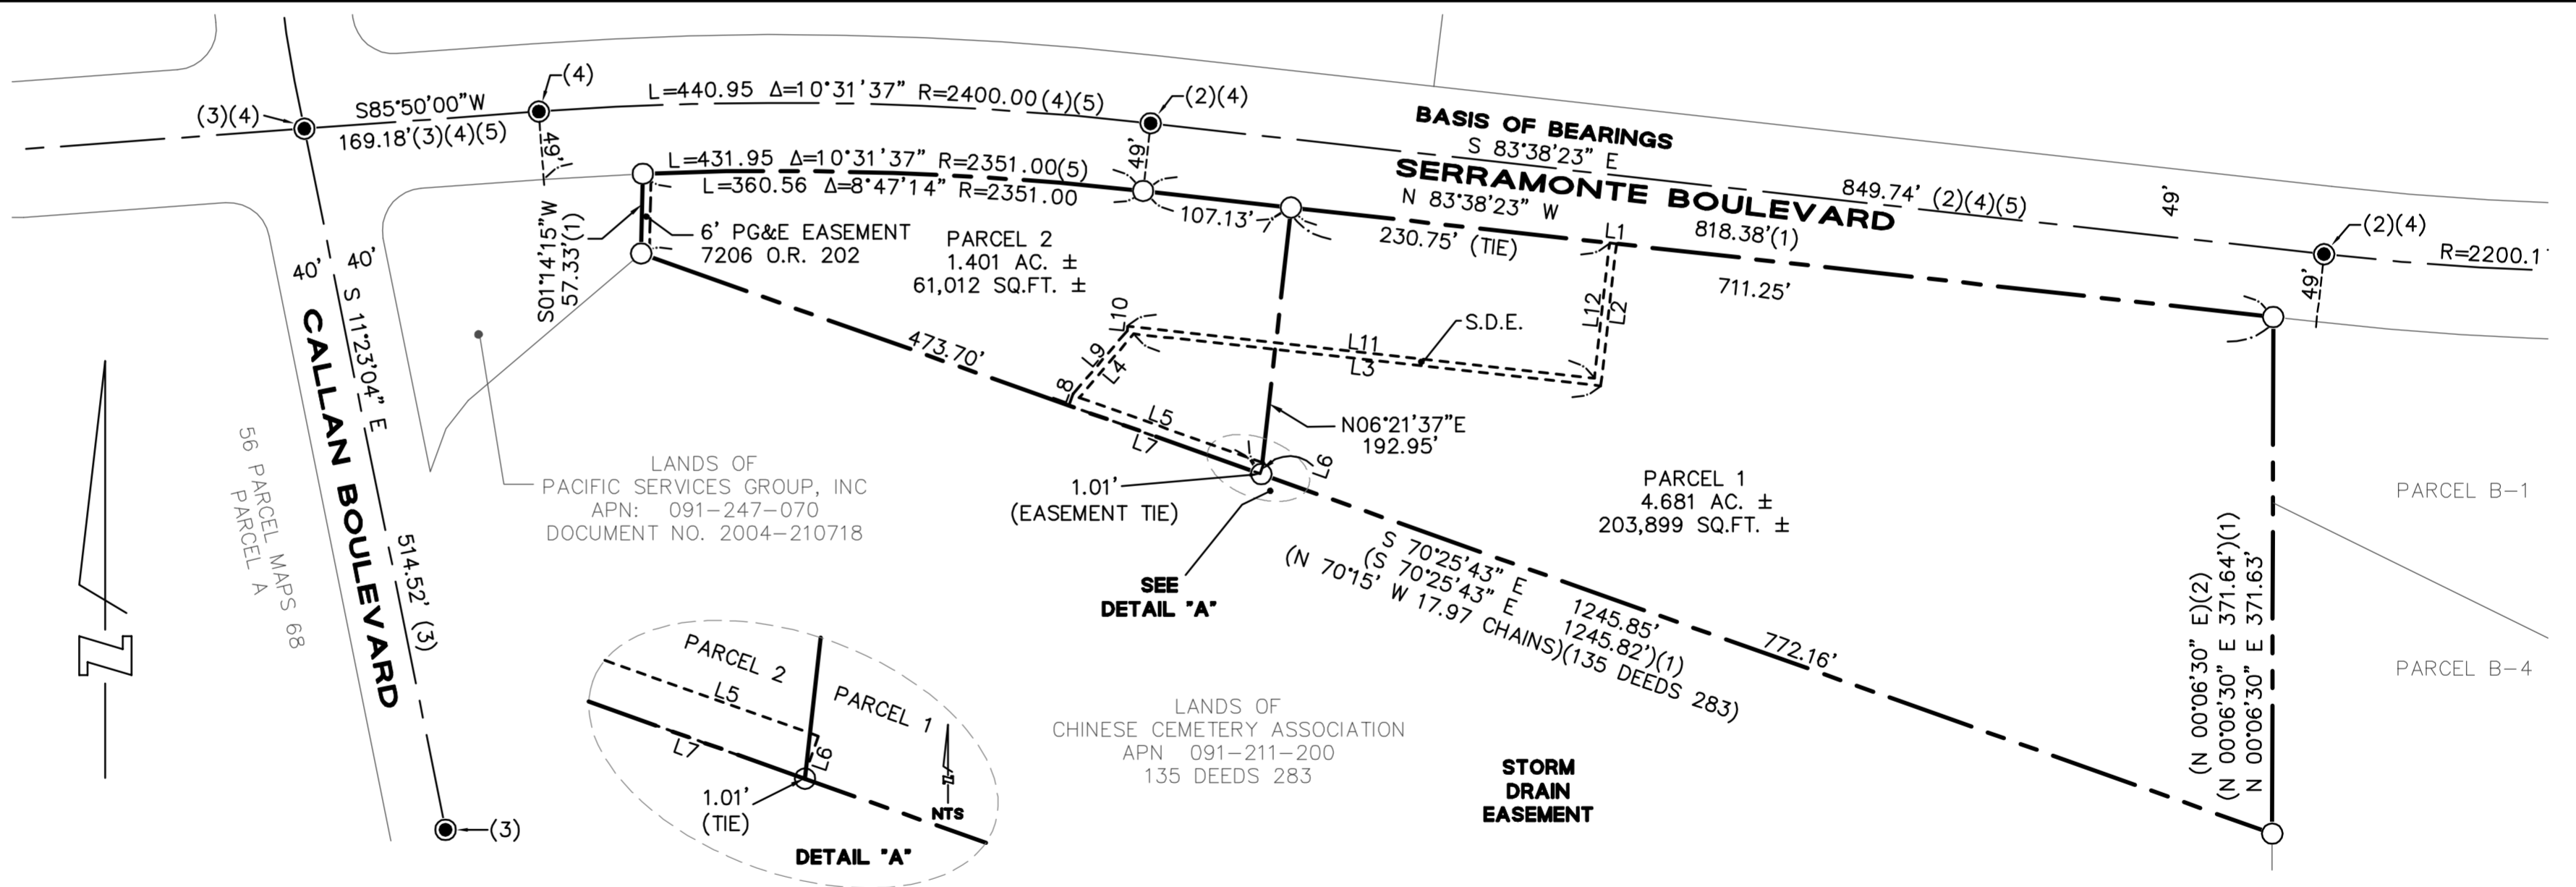 (4)
(3)(4)
S85°50'00"W
169.18'(3)(4)(5)
L=440.95 Δ=10°31'37" R=2400.00(4)(5)
(2)(4)
49'
49'
L=431.95 Δ=10°31'37" R=2351.00(5)
L=360.56 Δ=8°47'14" R=2351.00
BASIS OF BEARINGS
S 83°38'23" E
849.74' (2)(4)(5)
SERRAMONTE BOULEVARD
N 83°38'23" W
818.38'(1)
49'
(2)(4)
R=2200.1
49'
107.13'
230.75' (TIE)
L1
711.25'
S01°14'15"W
57.33'(1)
6' PG&E EASEMENT
7206 O.R. 202
PARCEL 2
1.401 AC. ±
61,012 SQ.FT. ±
40'
40'
S 11°23'04" E
CALLAN BOULEVARD
514.52' (3)
(3)
56 PARCEL MAPS 68
PARCEL A
473.70'
L10
L9
L4
8
L11
L3
S.D.E.
L12
L2
L5
L7
L6
N06°21'37"E
192.95'
1.01'
(EASEMENT TIE)
SEE
DETAIL "A"
LANDS OF
PACIFIC SERVICES GROUP, INC
APN: 091-247-070
DOCUMENT NO. 2004-210718
PARCEL 1
4.681 AC. ±
203,899 SQ.FT. ±
S 70°25'43" E 1245.85'
(S 70°25'43" E 1245.82')(1)
(N 70°15' W 17.97 CHAINS)(135 DEEDS 283)
772.16'
(N 00°06'30" E)(2)
(N 00°06'30" E 371.64')(1)
N 00°06'30" E 371.63'
PARCEL B-1
PARCEL B-4
LANDS OF
CHINESE CEMETERY ASSOCIATION
APN 091-211-200
135 DEEDS 283
STORM
DRAIN
EASEMENT
PARCEL 2
L5
PARCEL 1
L7
L6
1.01'
(TIE)
N
NTS
DETAIL "A"
N